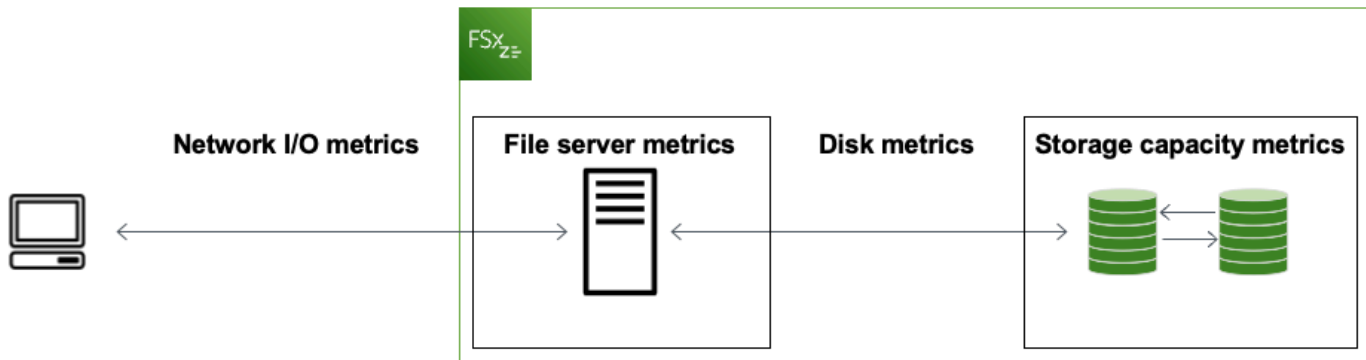 FSx
Z
Network I/O metrics
File server metrics
Disk metrics
Storage capacity metrics